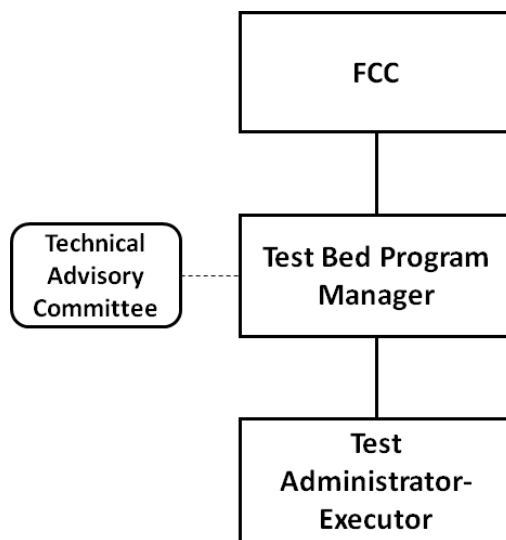 FCC
Technical
Advisory
Committee
Test Bed Program
Manager
Test
Administrator-
Executor